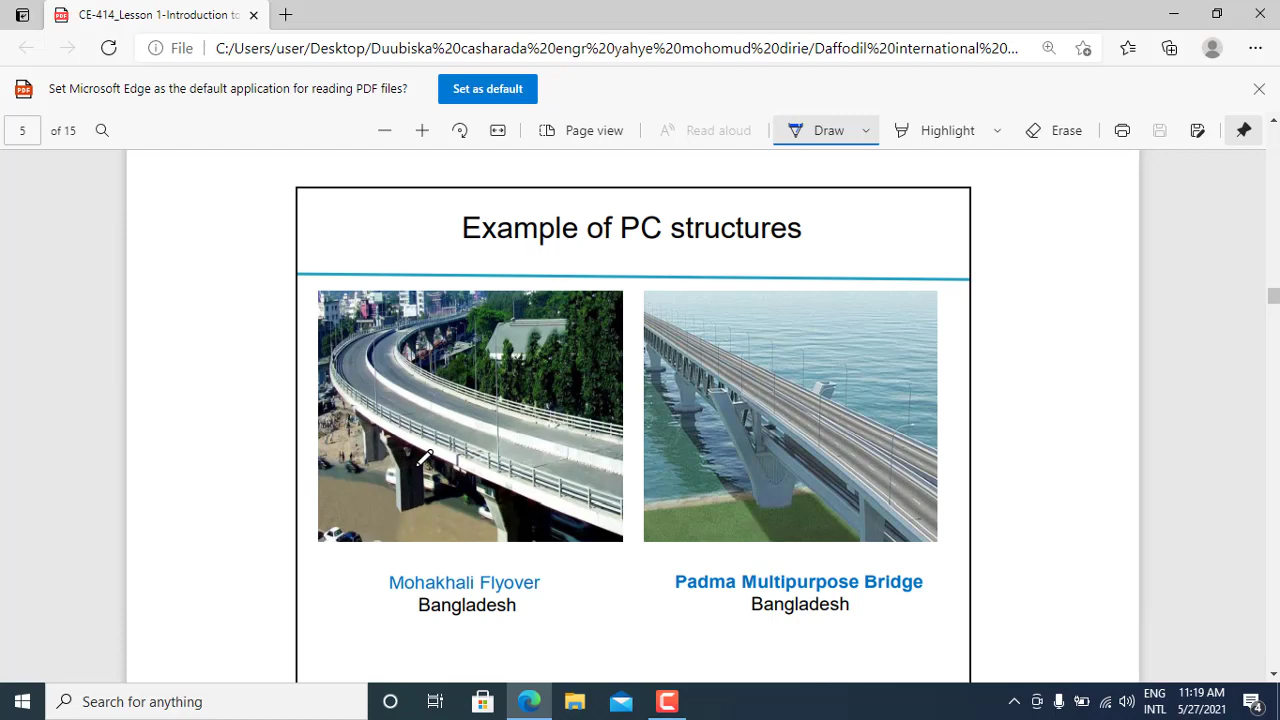 CE-414_Lesson 1-Introduction to
File
C:/Users/user/Desktop/Duubiska%20casharada%20engr%20yahye%20mohomud%20dirie/Daffodil%20international%20...
Set Microsoft Edge as the default application for reading PDF files?
Set as default
5 of 15
Page view
Read aloud
Draw
Highlight
Erase
Example of PC structures
Mohakhali Flyover
Bangladesh
Padma Multipurpose Bridge
Bangladesh
Search for anything
ENG
INTL
11:19 AM
5/27/2021
4